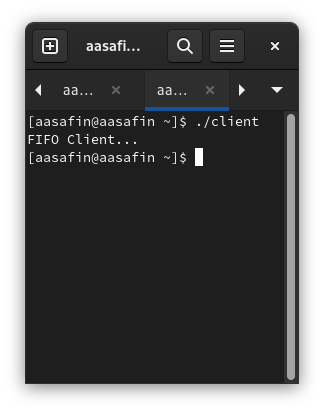 aasafi...
aa...
aa...
[aasafin@aasafin ~]$ ./client
FIFO Client...
[aasafin@aasafin ~]$